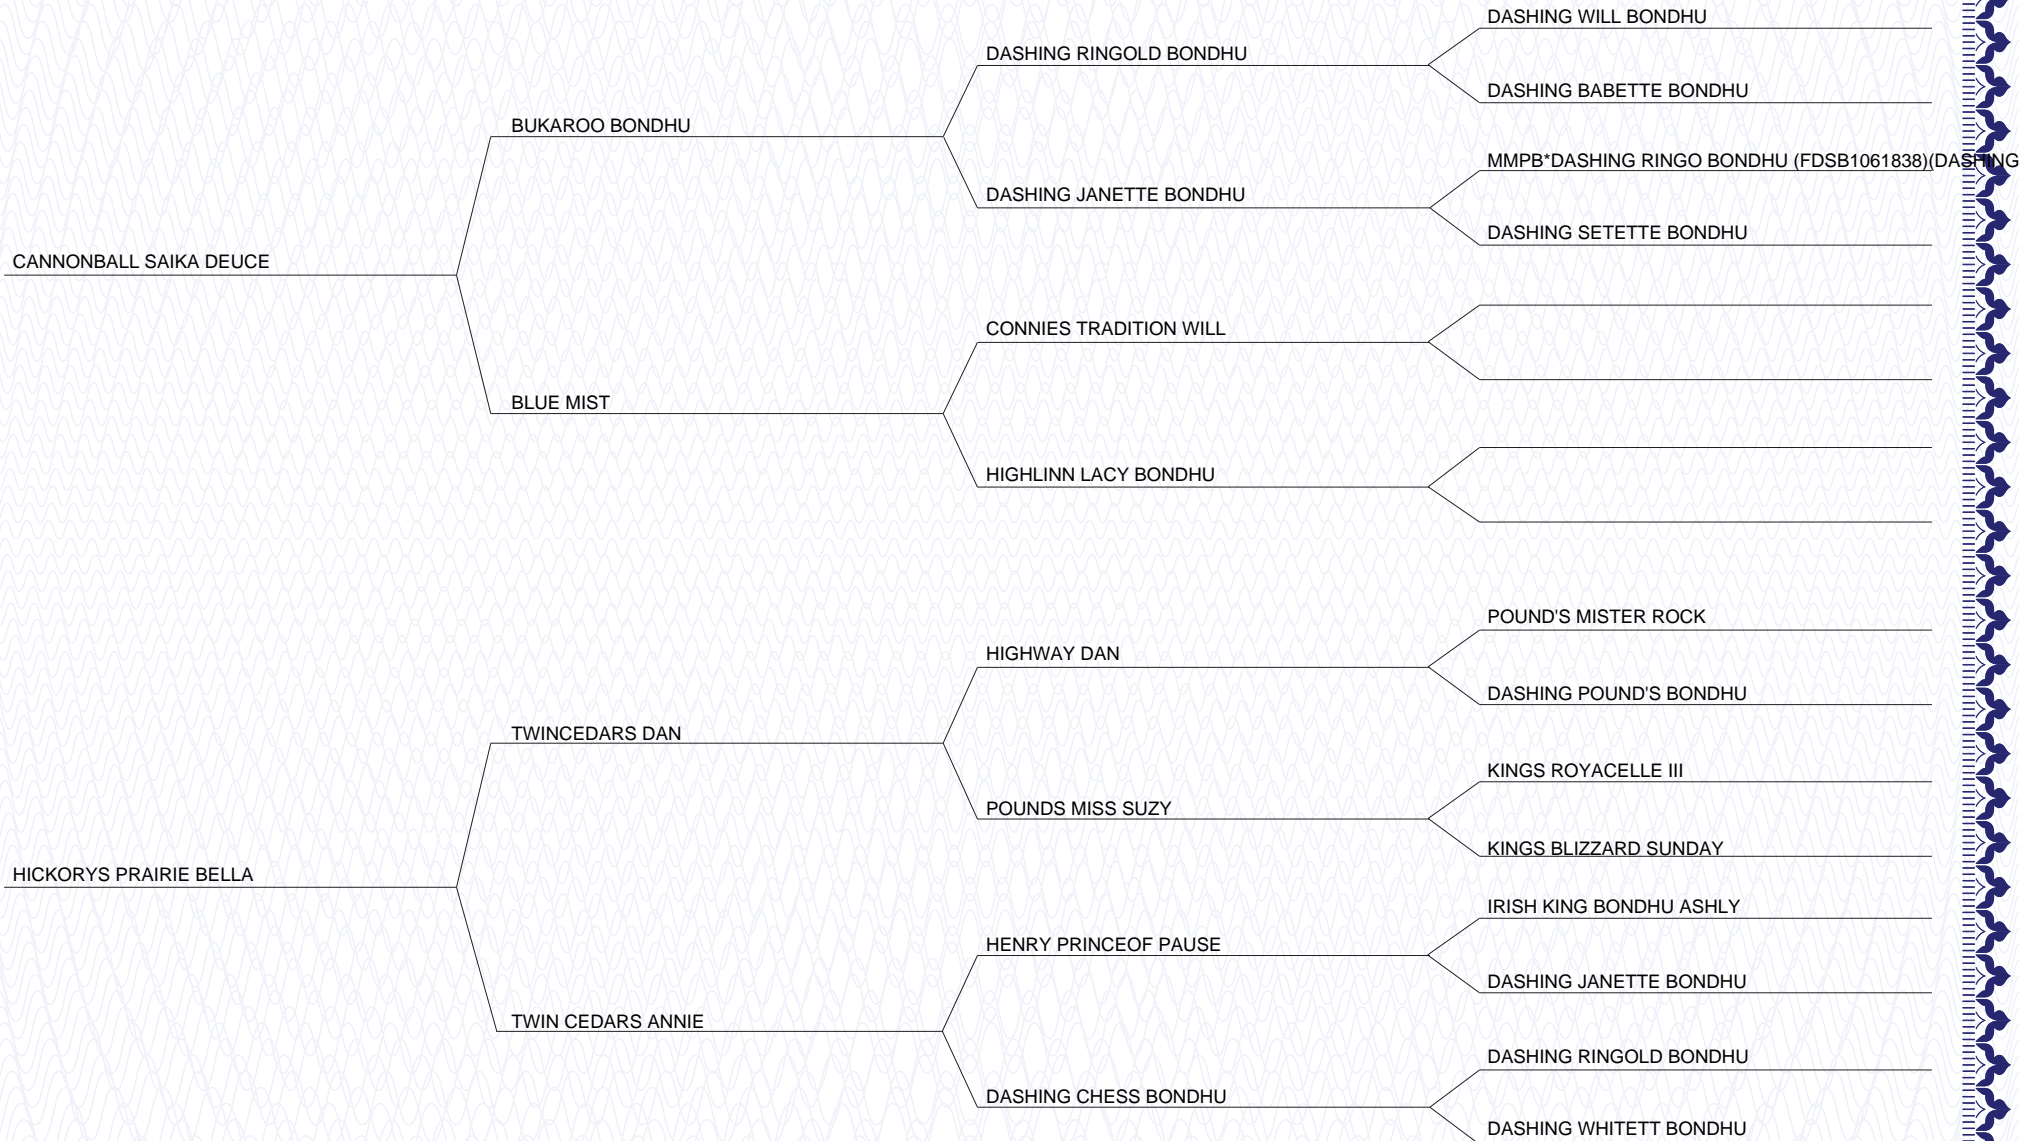 DASHING WILL BONDHU
DASHING RINGOLD BONDHU
DASHING BABETTE BONDHU
BUKAROO BONDHU
MMPB*DASHING RINGO BONDHU (FDSB1061838)(DASHING
DASHING JANETTE BONDHU
DASHING SETETTE BONDHU
CANNONBALL SAIKA DEUCE
CONNIES TRADITION WILL
BLUE MIST
HIGHLINN LACY BONDHU
POUND'S MISTER ROCK
HIGHWAY DAN
DASHING POUND'S BONDHU
TWINCEDARS DAN
KINGS ROYACELLE III
POUNDS MISS SUZY
KINGS BLIZZARD SUNDAY
HICKORYS PRAIRIE BELLA
IRISH KING BONDHU ASHLY
HENRY PRINCEOF PAUSE
DASHING JANETTE BONDHU
TWIN CEDARS ANNIE
DASHING RINGOLD BONDHU
DASHING CHESS BONDHU
DASHING WHITETT BONDHU